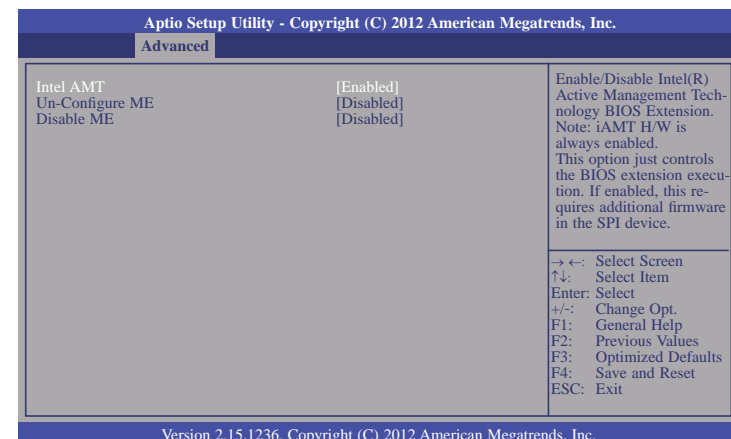 Aptio Setup Utility - Copyright (C) 2012 American Megatrends, Inc.
Advanced
Intel AMT [Enabled]
Un-Configure ME [Disabled]
Disable ME [Disabled]
Enable/Disable Intel(R)
Active Management Tech-
nology BIOS Extension.
Note: iAMT H/W is
always enabled.
This option just controls
the BIOS extension execu-
tion. If enabled, this re-
quires additional firmware
in the SPI device.
→ ←: Select Screen
↑↓: Select Item
Enter: Select
+/-: Change Opt.
F1: General Help
F2: Previous Values
F3: Optimized Defaults
F4: Save and Reset
ESC: Exit
Version 2.15.1236. Copyright (C) 2012 American Megatrends, Inc.